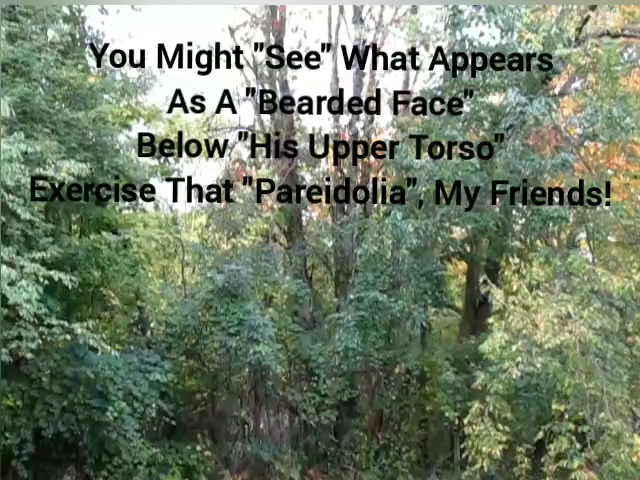 You Might "See" What Appears
As A "Bearded Face"
Below "His Upper Torso"
Exercise That "Pareidolia", My Friends!